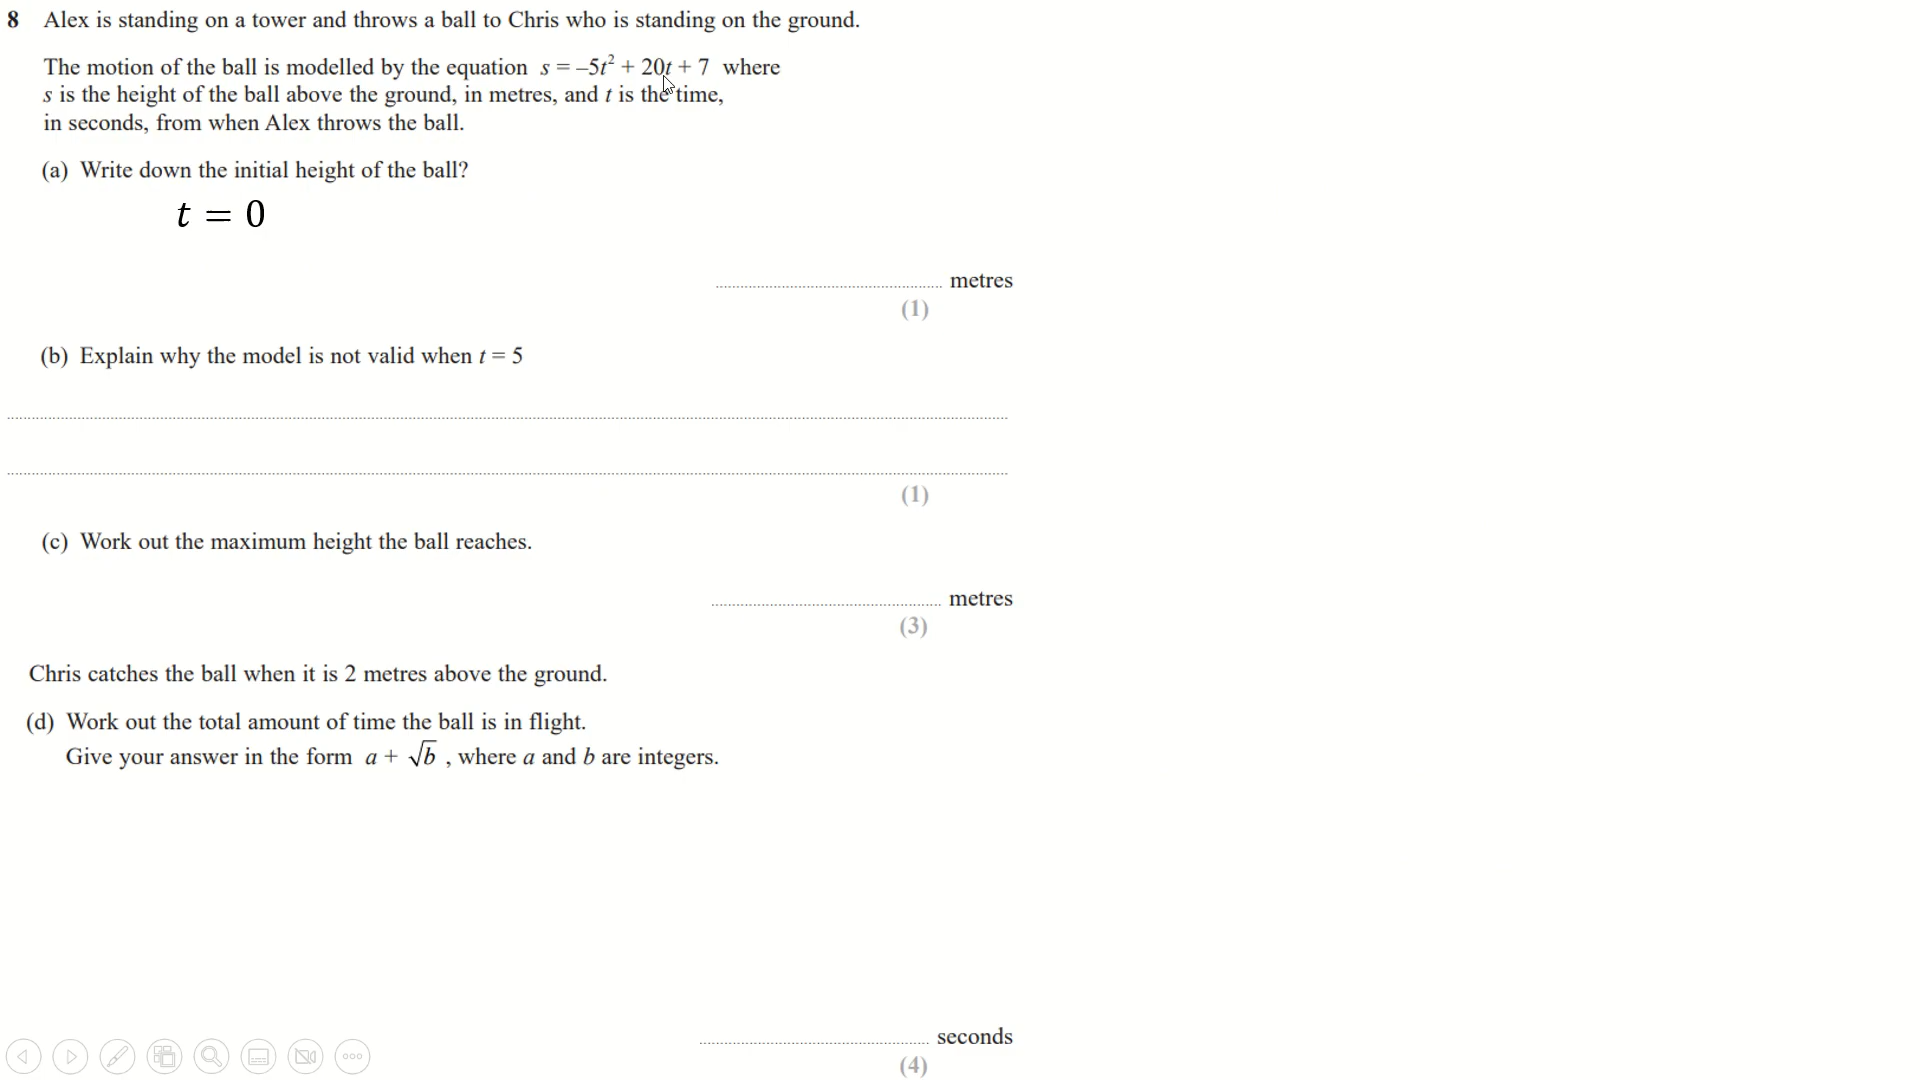 8 Alex is standing on a tower and throws a ball to Chris who is standing on the ground.
The motion of the ball is modelled by the equation s = –5t² + 20t + 7 where
s is the height of the ball above the ground, in metres, and t is the time,
in seconds, from when Alex throws the ball.
(a) Write down the initial height of the ball?
t = 0
metres
(1)
(b) Explain why the model is not valid when t = 5
(1)
(c) Work out the maximum height the ball reaches.
metres
(3)
Chris catches the ball when it is 2 metres above the ground.
(d) Work out the total amount of time the ball is in flight.
Give your answer in the form a + √b , where a and b are integers.
seconds
(4)